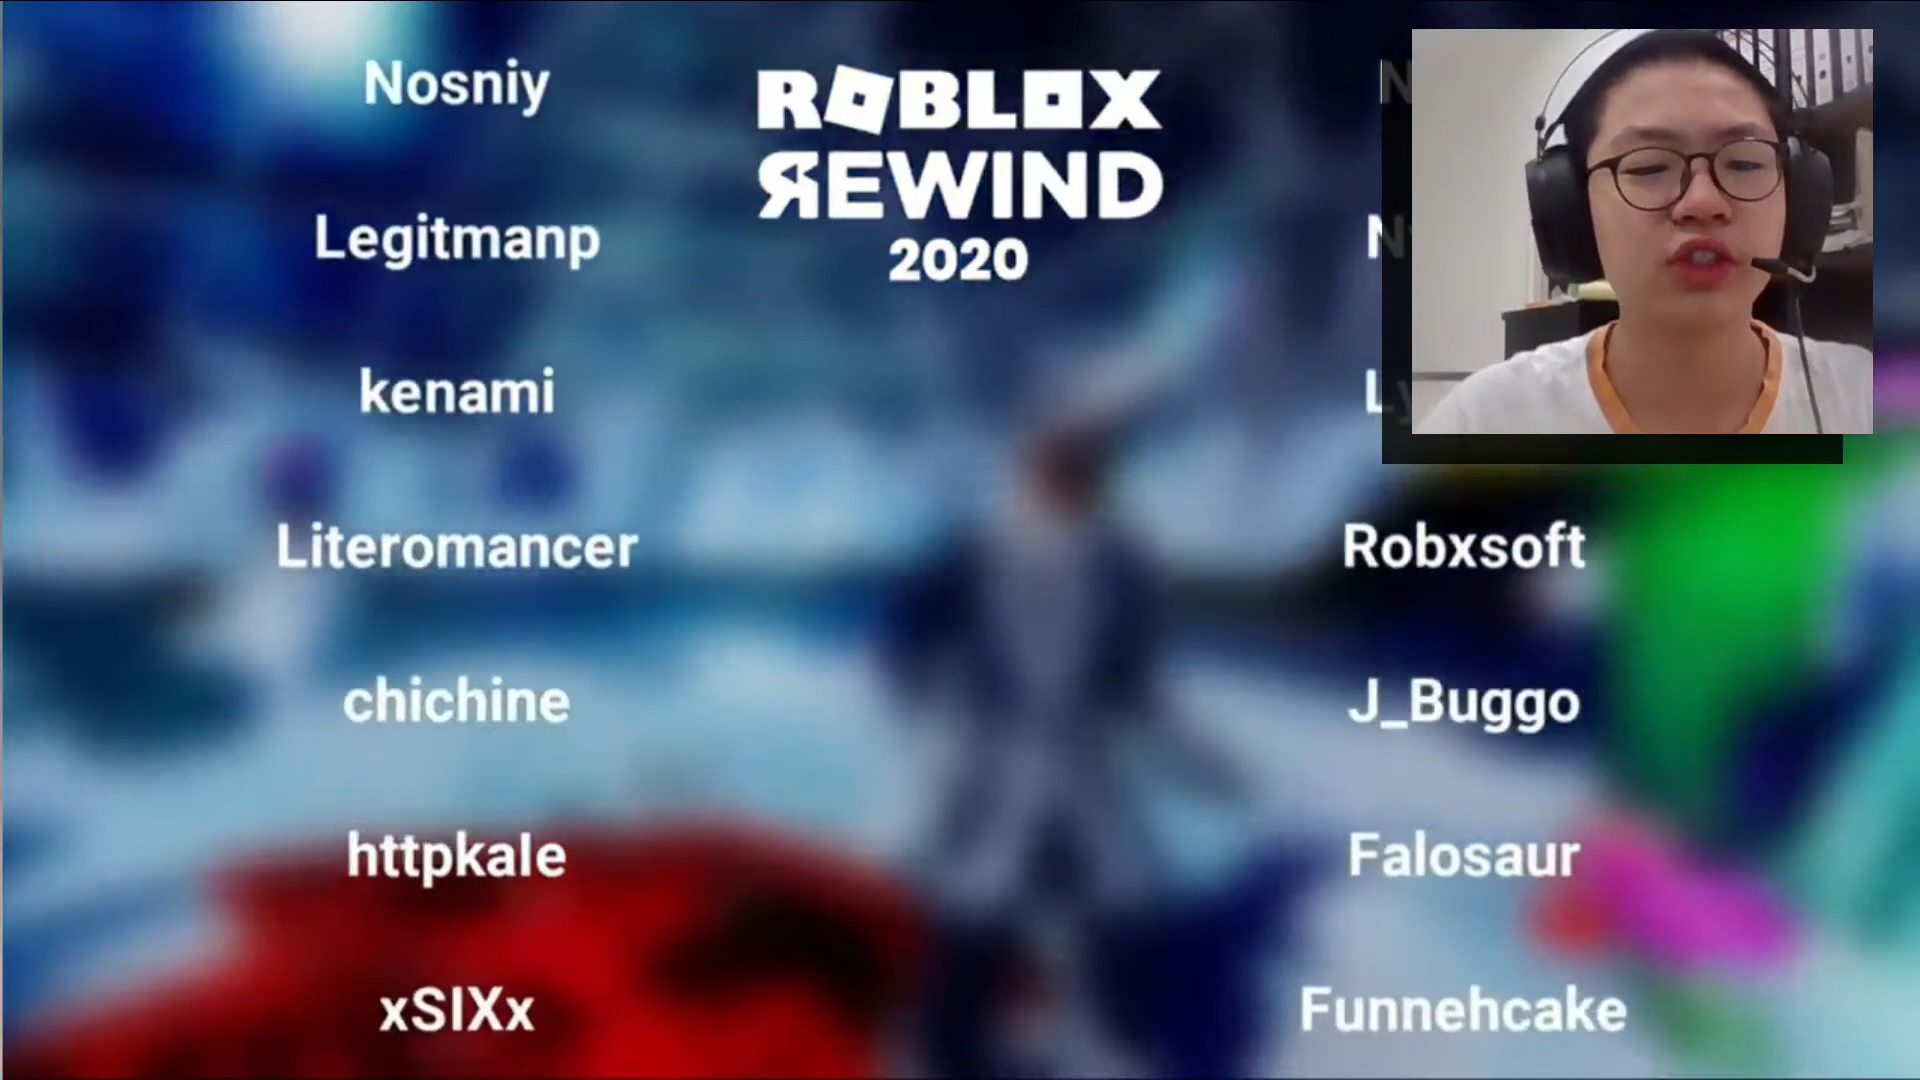 Nosniy
Legitmanp
kenami
Literomancer
chichine
httpkale
xSIXx
ROBLOX
REWIND
2020
Robxsoft
J_Buggo
Falosaur
Funnehcake